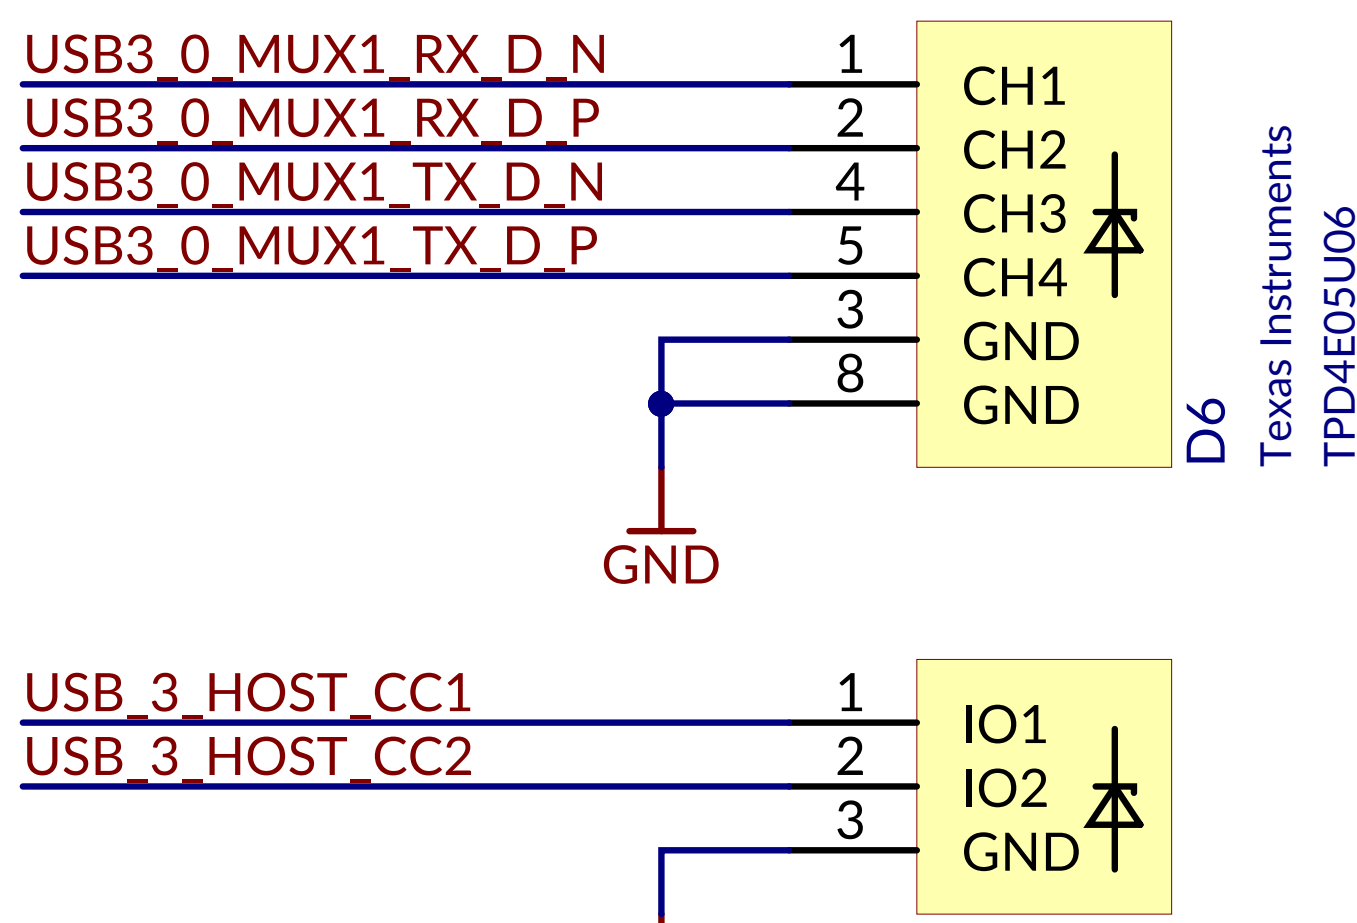 USB3_0_MUX1_RX_D_N 1 CH1
USB3_0_MUX1_RX_D_P 2 CH2
USB3_0_MUX1_TX_D_N 4 CH3
USB3_0_MUX1_TX_D_P 5 CH4
3 GND
8 GND
D6
Texas Instruments
TPD4E05U06
GND
USB_3_HOST_CC1 1 IO1
USB_3_HOST_CC2 2 IO2
3 GND